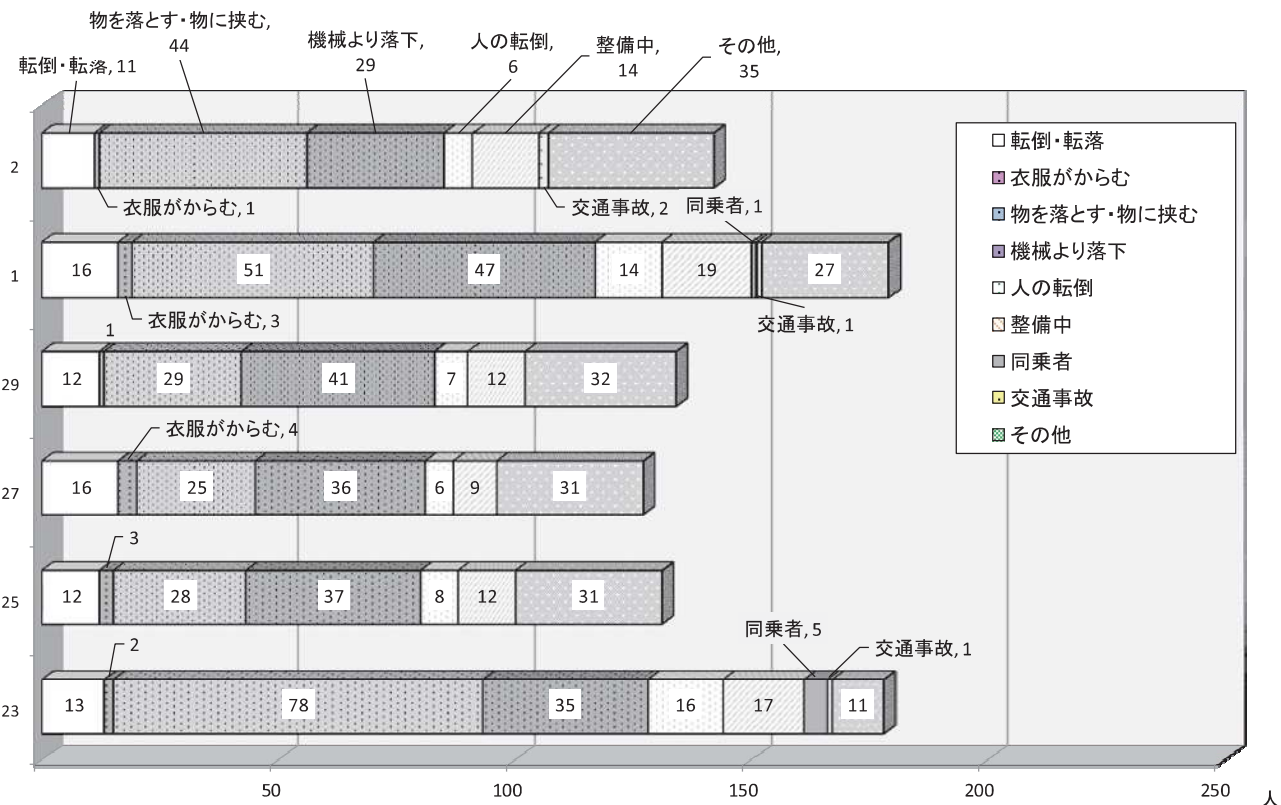 物を落とす・物に挟む,
44
機械より落下,
29
人の転倒,
6
整備中,
14
その他,
35
転倒・転落, 11
2
衣服がからむ, 1
交通事故, 2
同乗者, 1
1
16
51
47
14
19
27
衣服がからむ, 3
交通事故, 1
1
29
12
29
41
7
12
32
衣服がからむ, 4
27
16
25
36
6
9
31
3
25
12
28
37
8
12
31
同乗者, 5
交通事故, 1
2
23
13
78
35
16
17
11
50
100
150
200
250
人
転倒・転落
衣服がからむ
物を落とす・物に挟む
機械より落下
人の転倒
整備中
同乗者
交通事故
その他